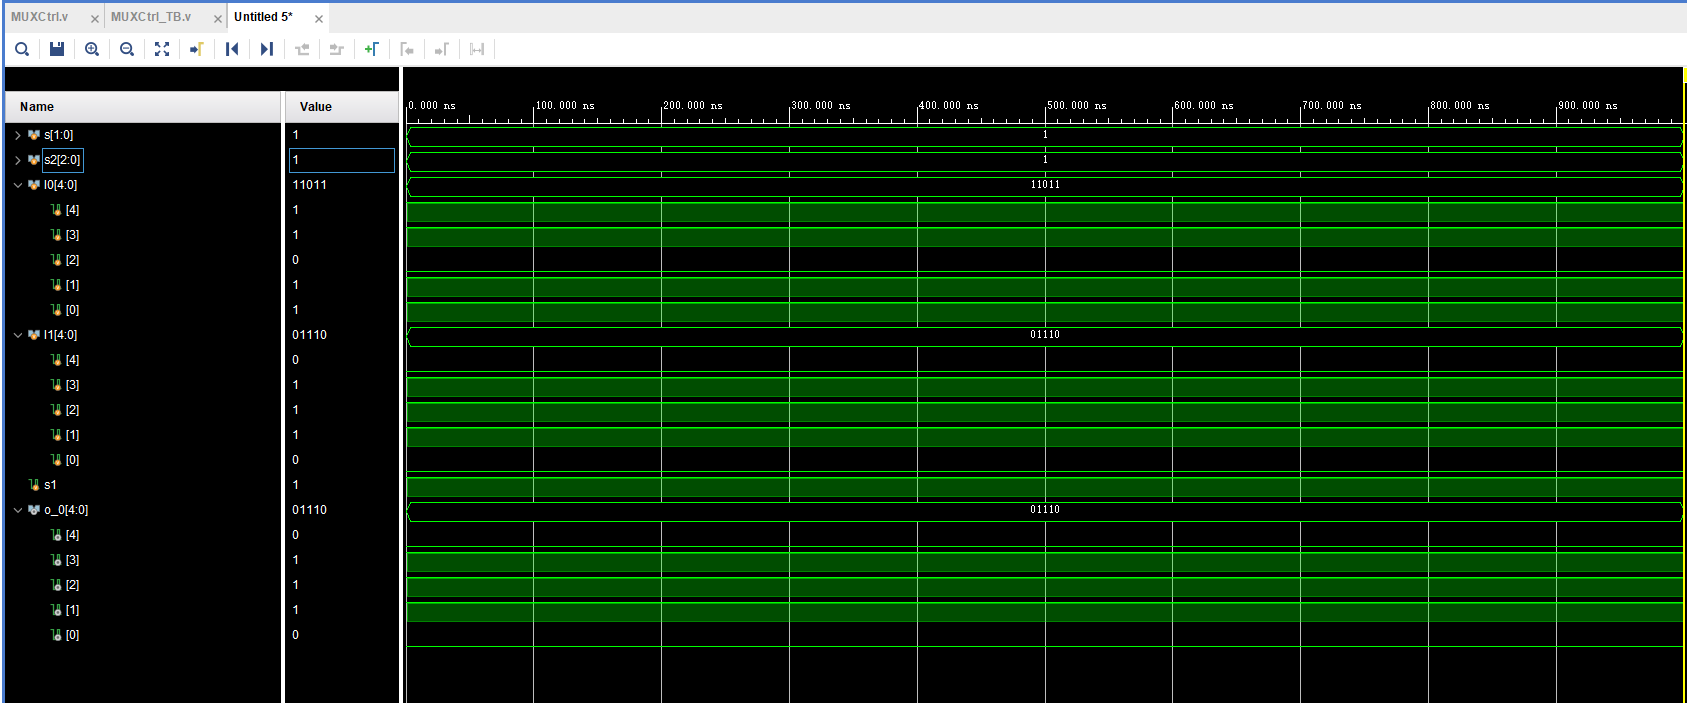 MUXCtrl.v MUXCtrl_TB.v Untitled 5*
Name Value
0.000 ns 100.000 ns 200.000 ns 300.000 ns 400.000 ns 500.000 ns 600.000 ns 700.000 ns 800.000 ns 900.000 ns
s[1:0] 1 1
s2[2:0] 1 1
I0[4:0] 11011 11011
[4] 1
[3] 1
[2] 0
[1] 1
[0] 1
I1[4:0] 01110 01110
[4] 0
[3] 1
[2] 1
[1] 1
[0] 0
s1 1
o_0[4:0] 01110 01110
[4] 0
[3] 1
[2] 1
[1] 1
[0] 0